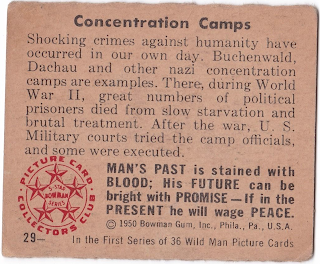 Concentration Camps
Shocking crimes against humanity have
occurred in our own day. Buchenwald,
Dachau and other nazi concentration
camps are examples. There, during World
War II, great numbers of political
prisoners died from slow starvation and
brutal treatment. After the war, U. S.
Military courts tried the camp officials,
and some were executed.
PICTURE CARD
COLLECTORS CLUB
5-STAR
BOWMAN
SERIES
MAN'S PAST is stained with
BLOOD; His FUTURE can be
bright with PROMISE—If in
the PRESENT he will wage PEACE.
©1950 Bowman Gum, Inc., Phila., Pa., U.S.A.
29— In the First Series of 36 Wild Man Picture Cards